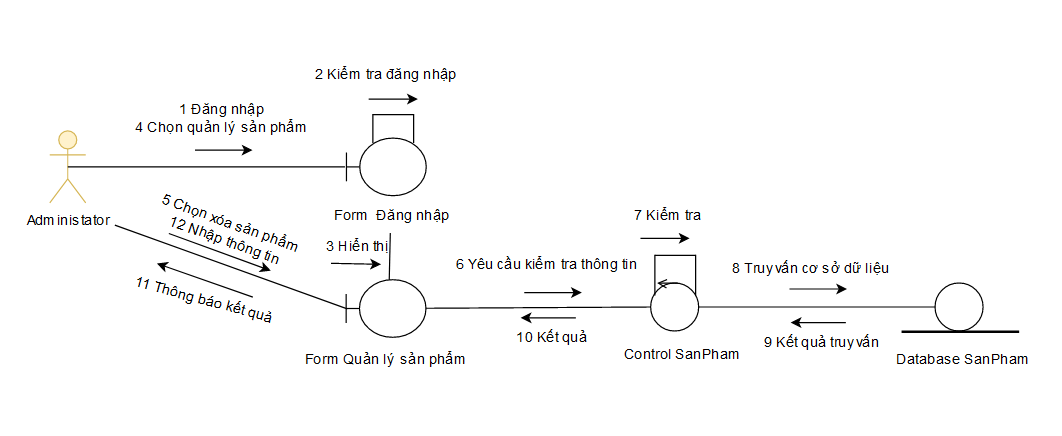 2 Kiểm tra đăng nhập
1 Đăng nhập
4 Chọn quản lý sản phẩm
Administator
Form Đăng nhập
5 Chọn xóa sản phẩm
12 Nhập thông tin
3 Hiển thị
11 Thông báo kết quả
7 Kiểm tra
6 Yêu cầu kiểm tra thông tin
8 Truy vấn cơ sở dữ liệu
10 Kết quả
9 Kết quả truy vấn
Form Quản lý sản phẩm
Control SanPham
Database SanPham